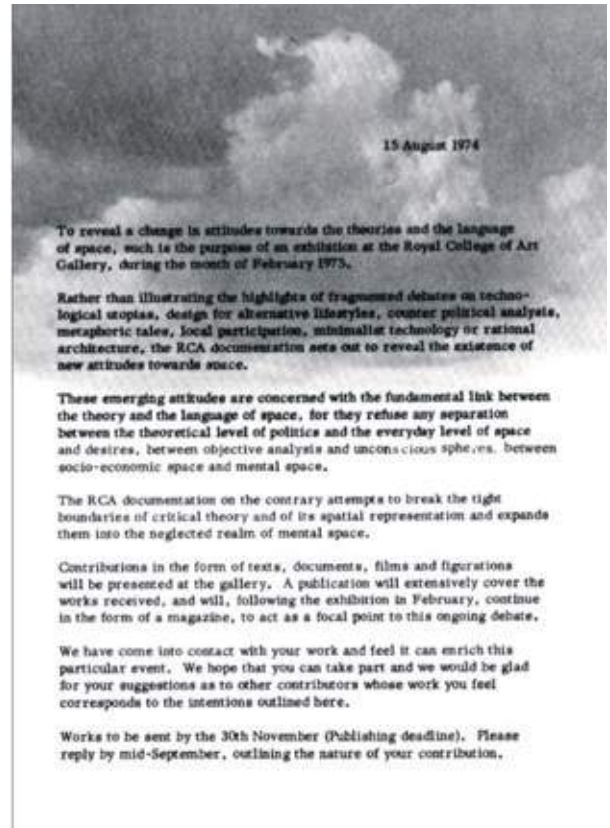 15 August 1974
To reveal a change in attitudes towards the theories and the language
of space, such is the purpose of an exhibition at the Royal College of Art
Gallery, during the month of February 1975.
Rather than illustrating the highlights of fragmented debates on techno-
logical utopias, design for alternative lifestyles, counter political analysis,
metaphoric tales, local participation, minimalist technology or rational
architecture, the RCA documentation sets out to reveal the existence of
new attitudes towards space.
These emerging attitudes are concerned with the fundamental link between
the theory and the language of space, for they refuse any separation
between the theoretical level of politics and the everyday level of space
and desires, between objective analysis and unconscious spheres, between
socio-economic space and mental space.
The RCA documentation on the contrary attempts to break the tight
boundaries of critical theory and of its spatial representation and expands
them into the neglected realm of mental space.
Contributions in the form of texts, documents, films and figurations
will be presented at the gallery. A publication will extensively cover the
works received, and will, following the exhibition in February, continue
in the form of a magazine, to act as a focal point to this ongoing debate.
We have come into contact with your work and feel it can enrich this
particular event. We hope that you can take part and we would be glad
for your suggestions as to other contributors whose work you feel
corresponds to the intentions outlined here.
Works to be sent by the 30th November (Publishing deadline). Please
reply by mid-September, outlining the nature of your contribution.